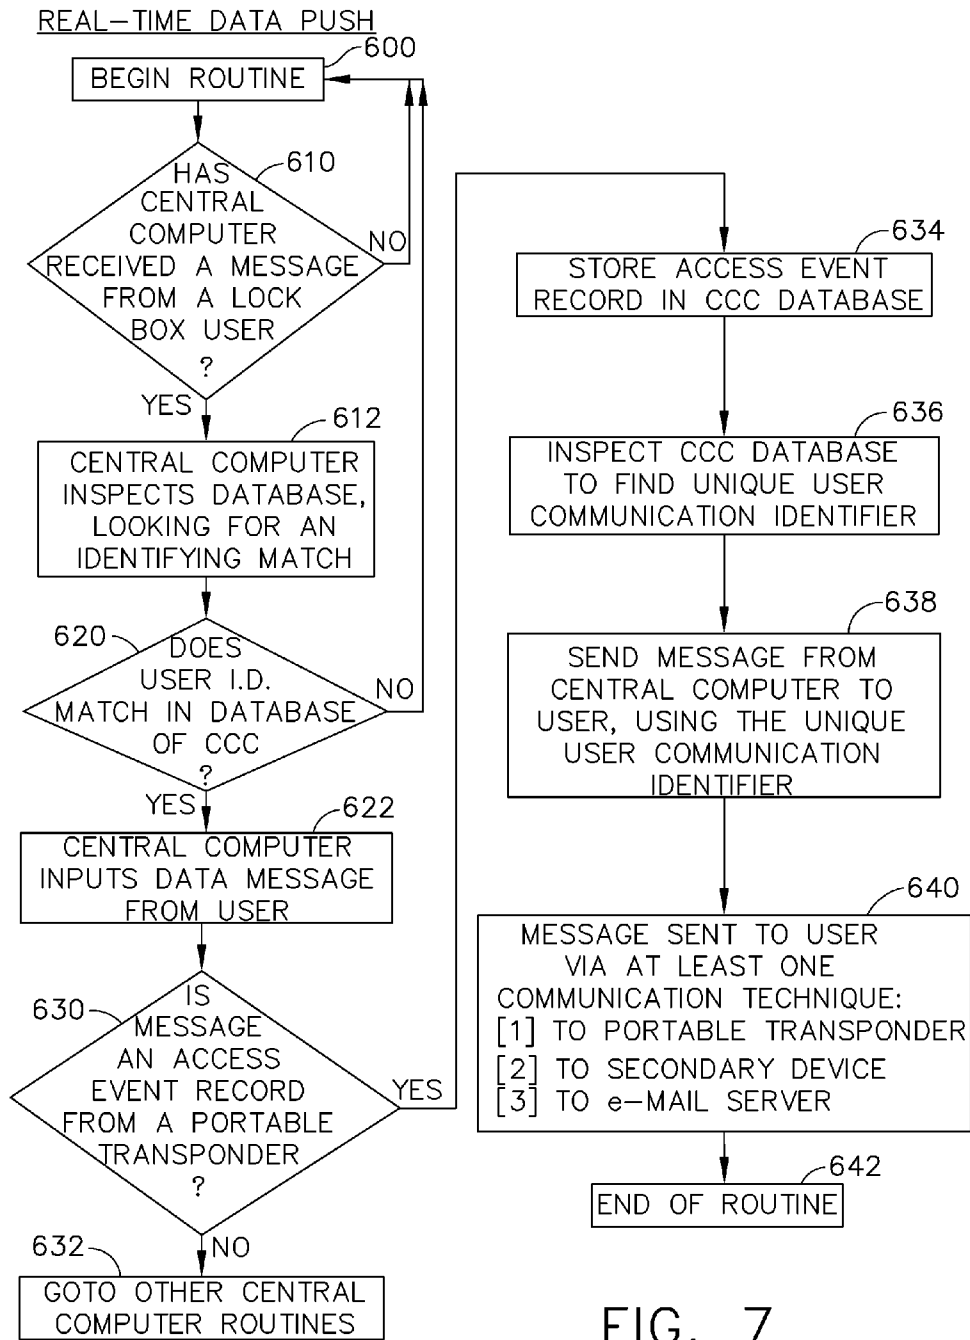 REAL-TIME DATA PUSH
600
BEGIN ROUTINE
610
HAS
CENTRAL
COMPUTER
RECEIVED A MESSAGE
FROM A LOCK
BOX USER
?
NO
YES
612
CENTRAL COMPUTER
INSPECTS DATABASE,
LOOKING FOR AN
IDENTIFYING MATCH
620
DOES
USER I.D.
MATCH IN DATABASE
OF CCC
?
NO
YES
622
CENTRAL COMPUTER
INPUTS DATA MESSAGE
FROM USER
630
IS
MESSAGE
AN ACCESS
EVENT RECORD
FROM A PORTABLE
TRANSPONDER
?
YES
NO
632
GOTO OTHER CENTRAL
COMPUTER ROUTINES
634
STORE ACCESS EVENT
RECORD IN CCC DATABASE
636
INSPECT CCC DATABASE
TO FIND UNIQUE USER
COMMUNICATION IDENTIFIER
638
SEND MESSAGE FROM
CENTRAL COMPUTER TO
USER, USING THE UNIQUE
USER COMMUNICATION
IDENTIFIER
640
MESSAGE SENT TO USER
VIA AT LEAST ONE
COMMUNICATION TECHNIQUE:
[1] TO PORTABLE TRANSPONDER
[2] TO SECONDARY DEVICE
[3] TO e-MAIL SERVER
642
END OF ROUTINE
FIG. 7